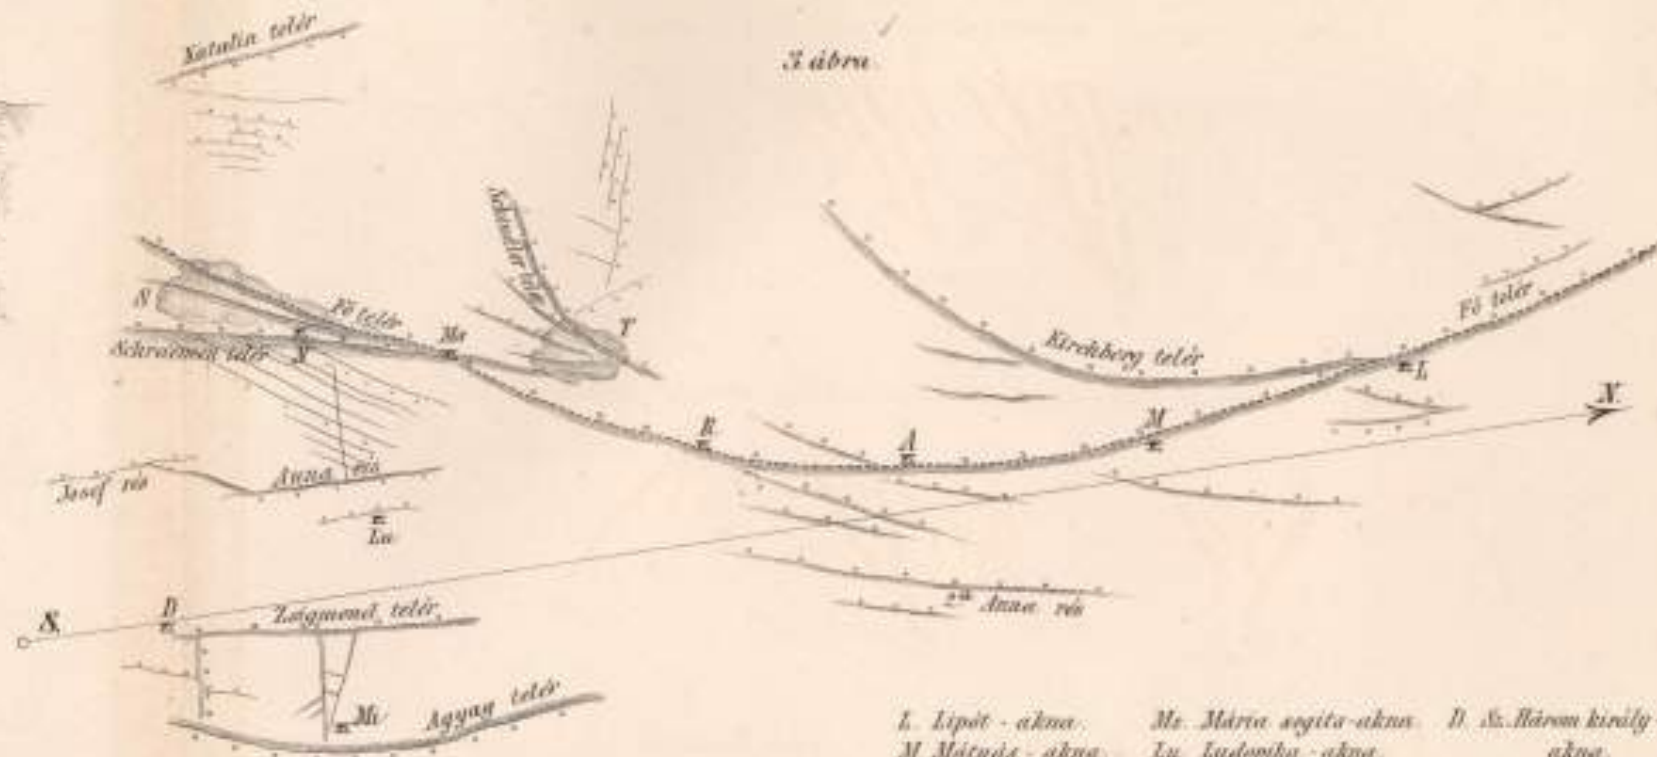 3. ábra.
Natalia telér
Schindler telér
S
Fő telér
Ms
T
Schraemen telér
N
Kirchberg telér
Fő telér
L
N.
R
A
M
Josef rés
Anna rés
Lu
2ik Anna rés
S.
D
Zsigmond telér
Mi
Agyag telér
L. Lipót - akna. Ms. Mária segíts-akna. D. Sz. Három király-
M. Mátyás - akna. Lu. Ludovika - akna. akna.